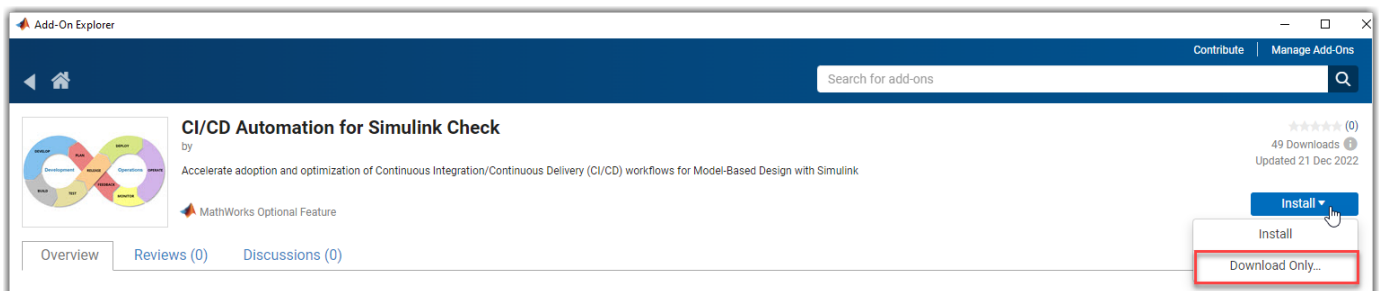 Add-On Explorer
Contribute | Manage Add-Ons
Search for add-ons
CI/CD Automation for Simulink Check
(0)
by
49 Downloads
Accelerate adoption and optimization of Continuous Integration/Continuous Delivery (CI/CD) workflows for Model-Based Design with Simulink
Updated 21 Dec 2022
DEVELOP
PLAN
DEPLOY
Development
RELEASE
Operations
OPERATE
BUILD
TEST
FEEDBACK
MONITOR
MathWorks Optional Feature
Install
Install
Download Only...
Overview
Reviews (0)
Discussions (0)